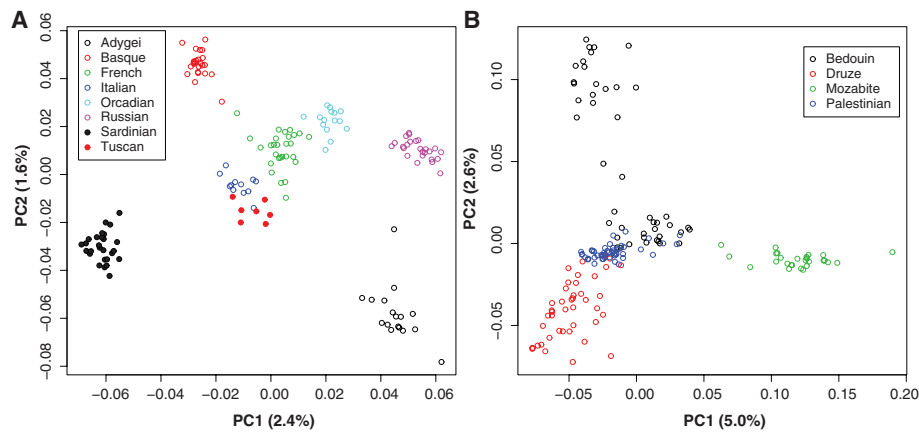 A
Adygei
Basque
French
Italian
Orcadian
Russian
Sardinian
Tuscan
PC2 (1.6%)
0.06
0.04
0.02
0.00
−0.02
−0.04
−0.06
−0.08
−0.06
−0.04
−0.02
0.00
0.02
0.04
0.06
PC1 (2.4%)
B
Bedouin
Druze
Mozabite
Palestinian
PC2 (2.6%)
0.10
0.05
0.00
−0.05
−0.05
0.00
0.05
0.10
0.15
0.20
PC1 (5.0%)